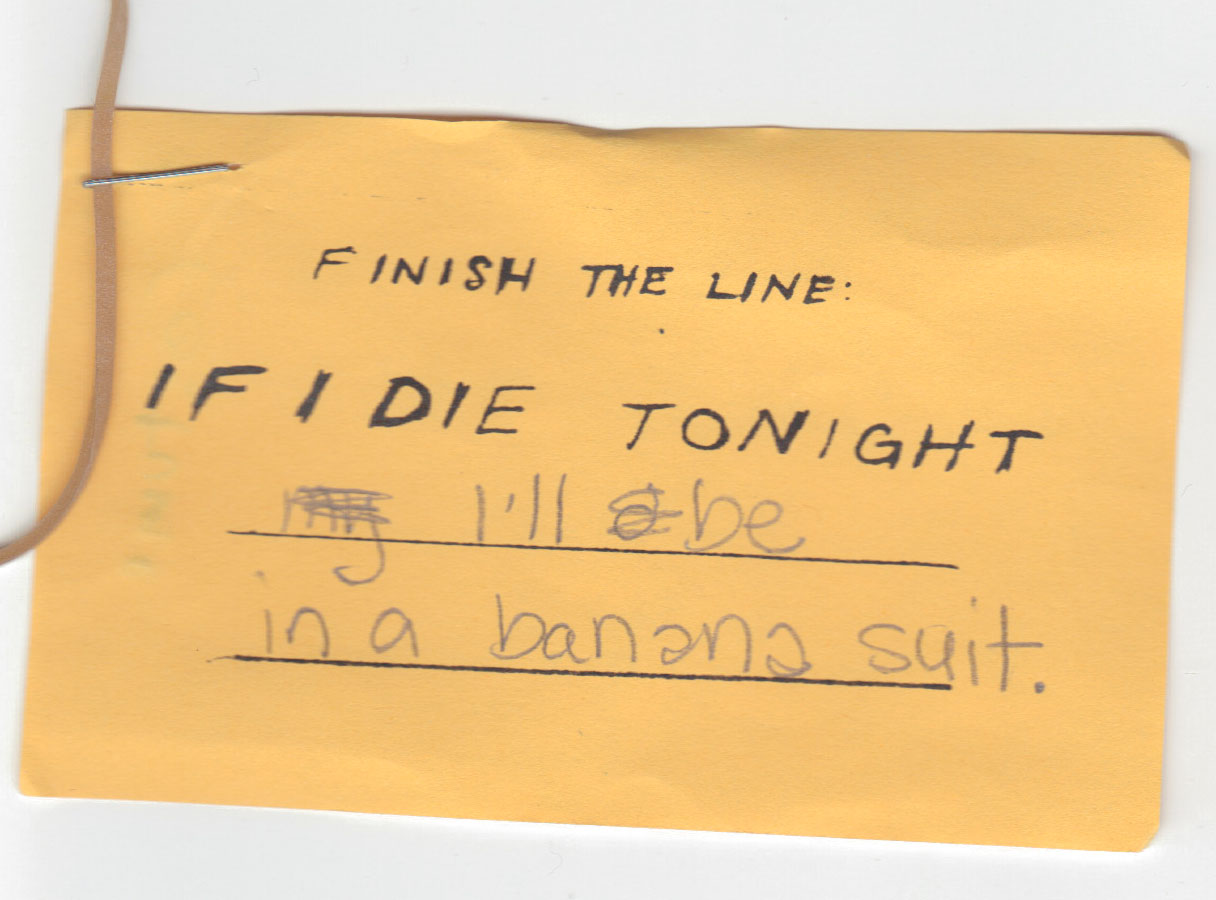 FINISH THE LINE:
IF I DIE TONIGHT
I'll be
in a banana suit.